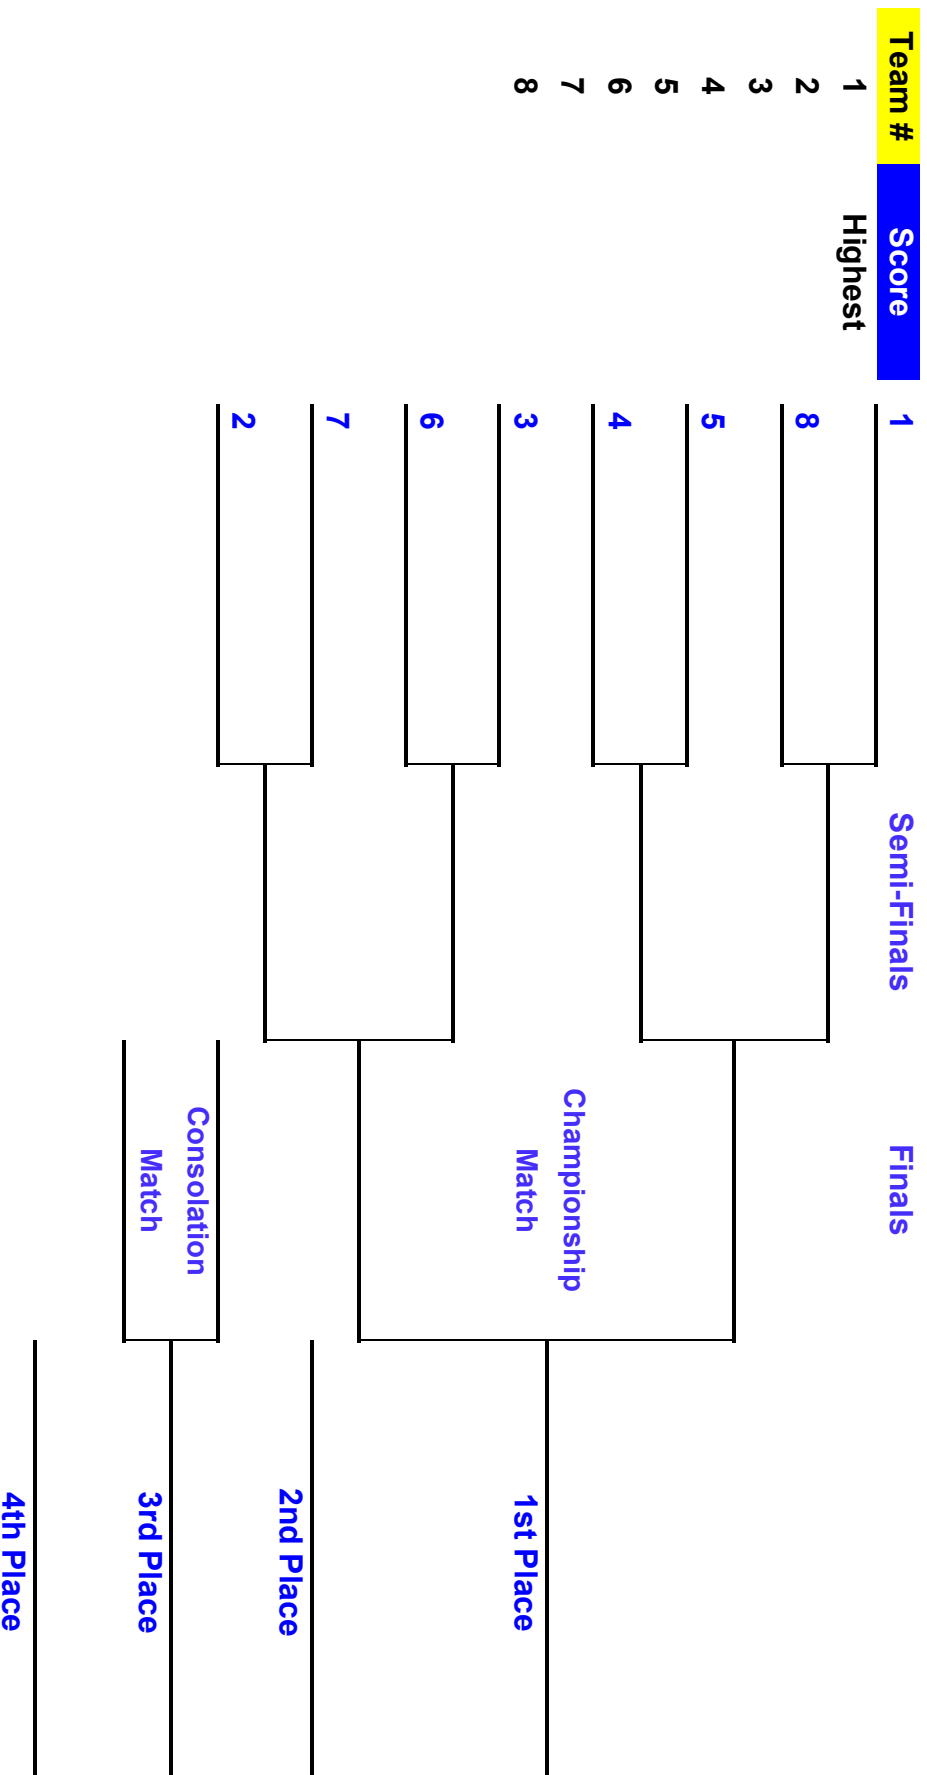 Team # Score Semi-Finals Finals
1 Highest
2
3
4
5
6
7
8
1
8
5
4
3
6
7
2
Championship
Match
1st Place
2nd Place
Consolation
Match
3rd Place
4th Place